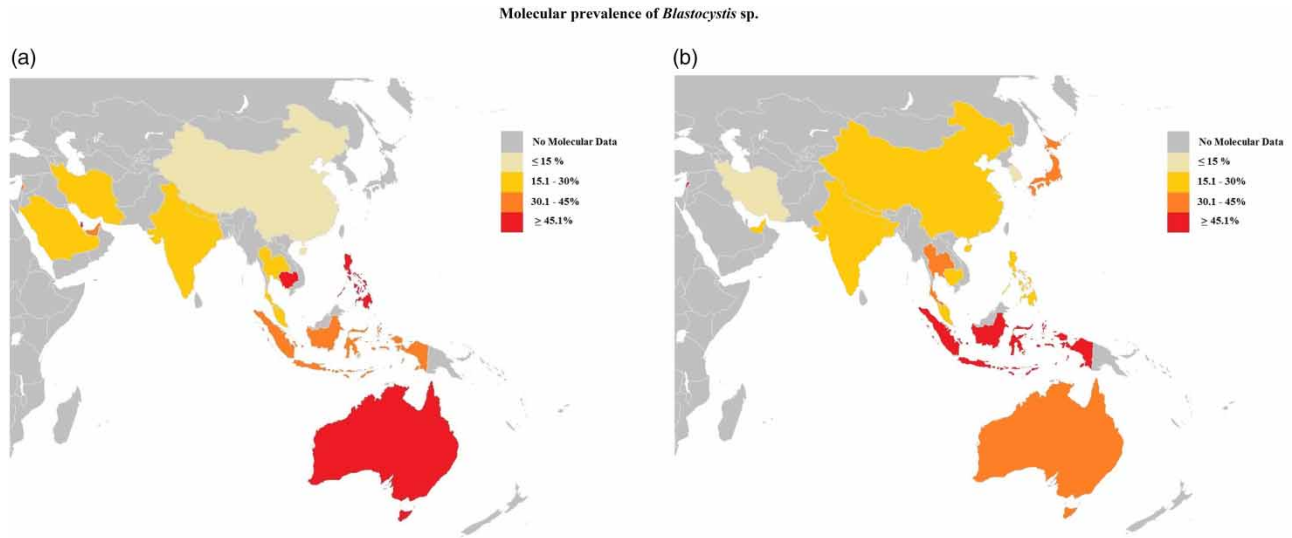 Molecular prevalence of Blastocystis sp.
(a)
No Molecular Data
≤ 15 %
15.1 - 30%
30.1 - 45%
≥ 45.1%
(b)
No Molecular Data
≤ 15 %
15.1 - 30%
30.1 - 45%
≥ 45.1%